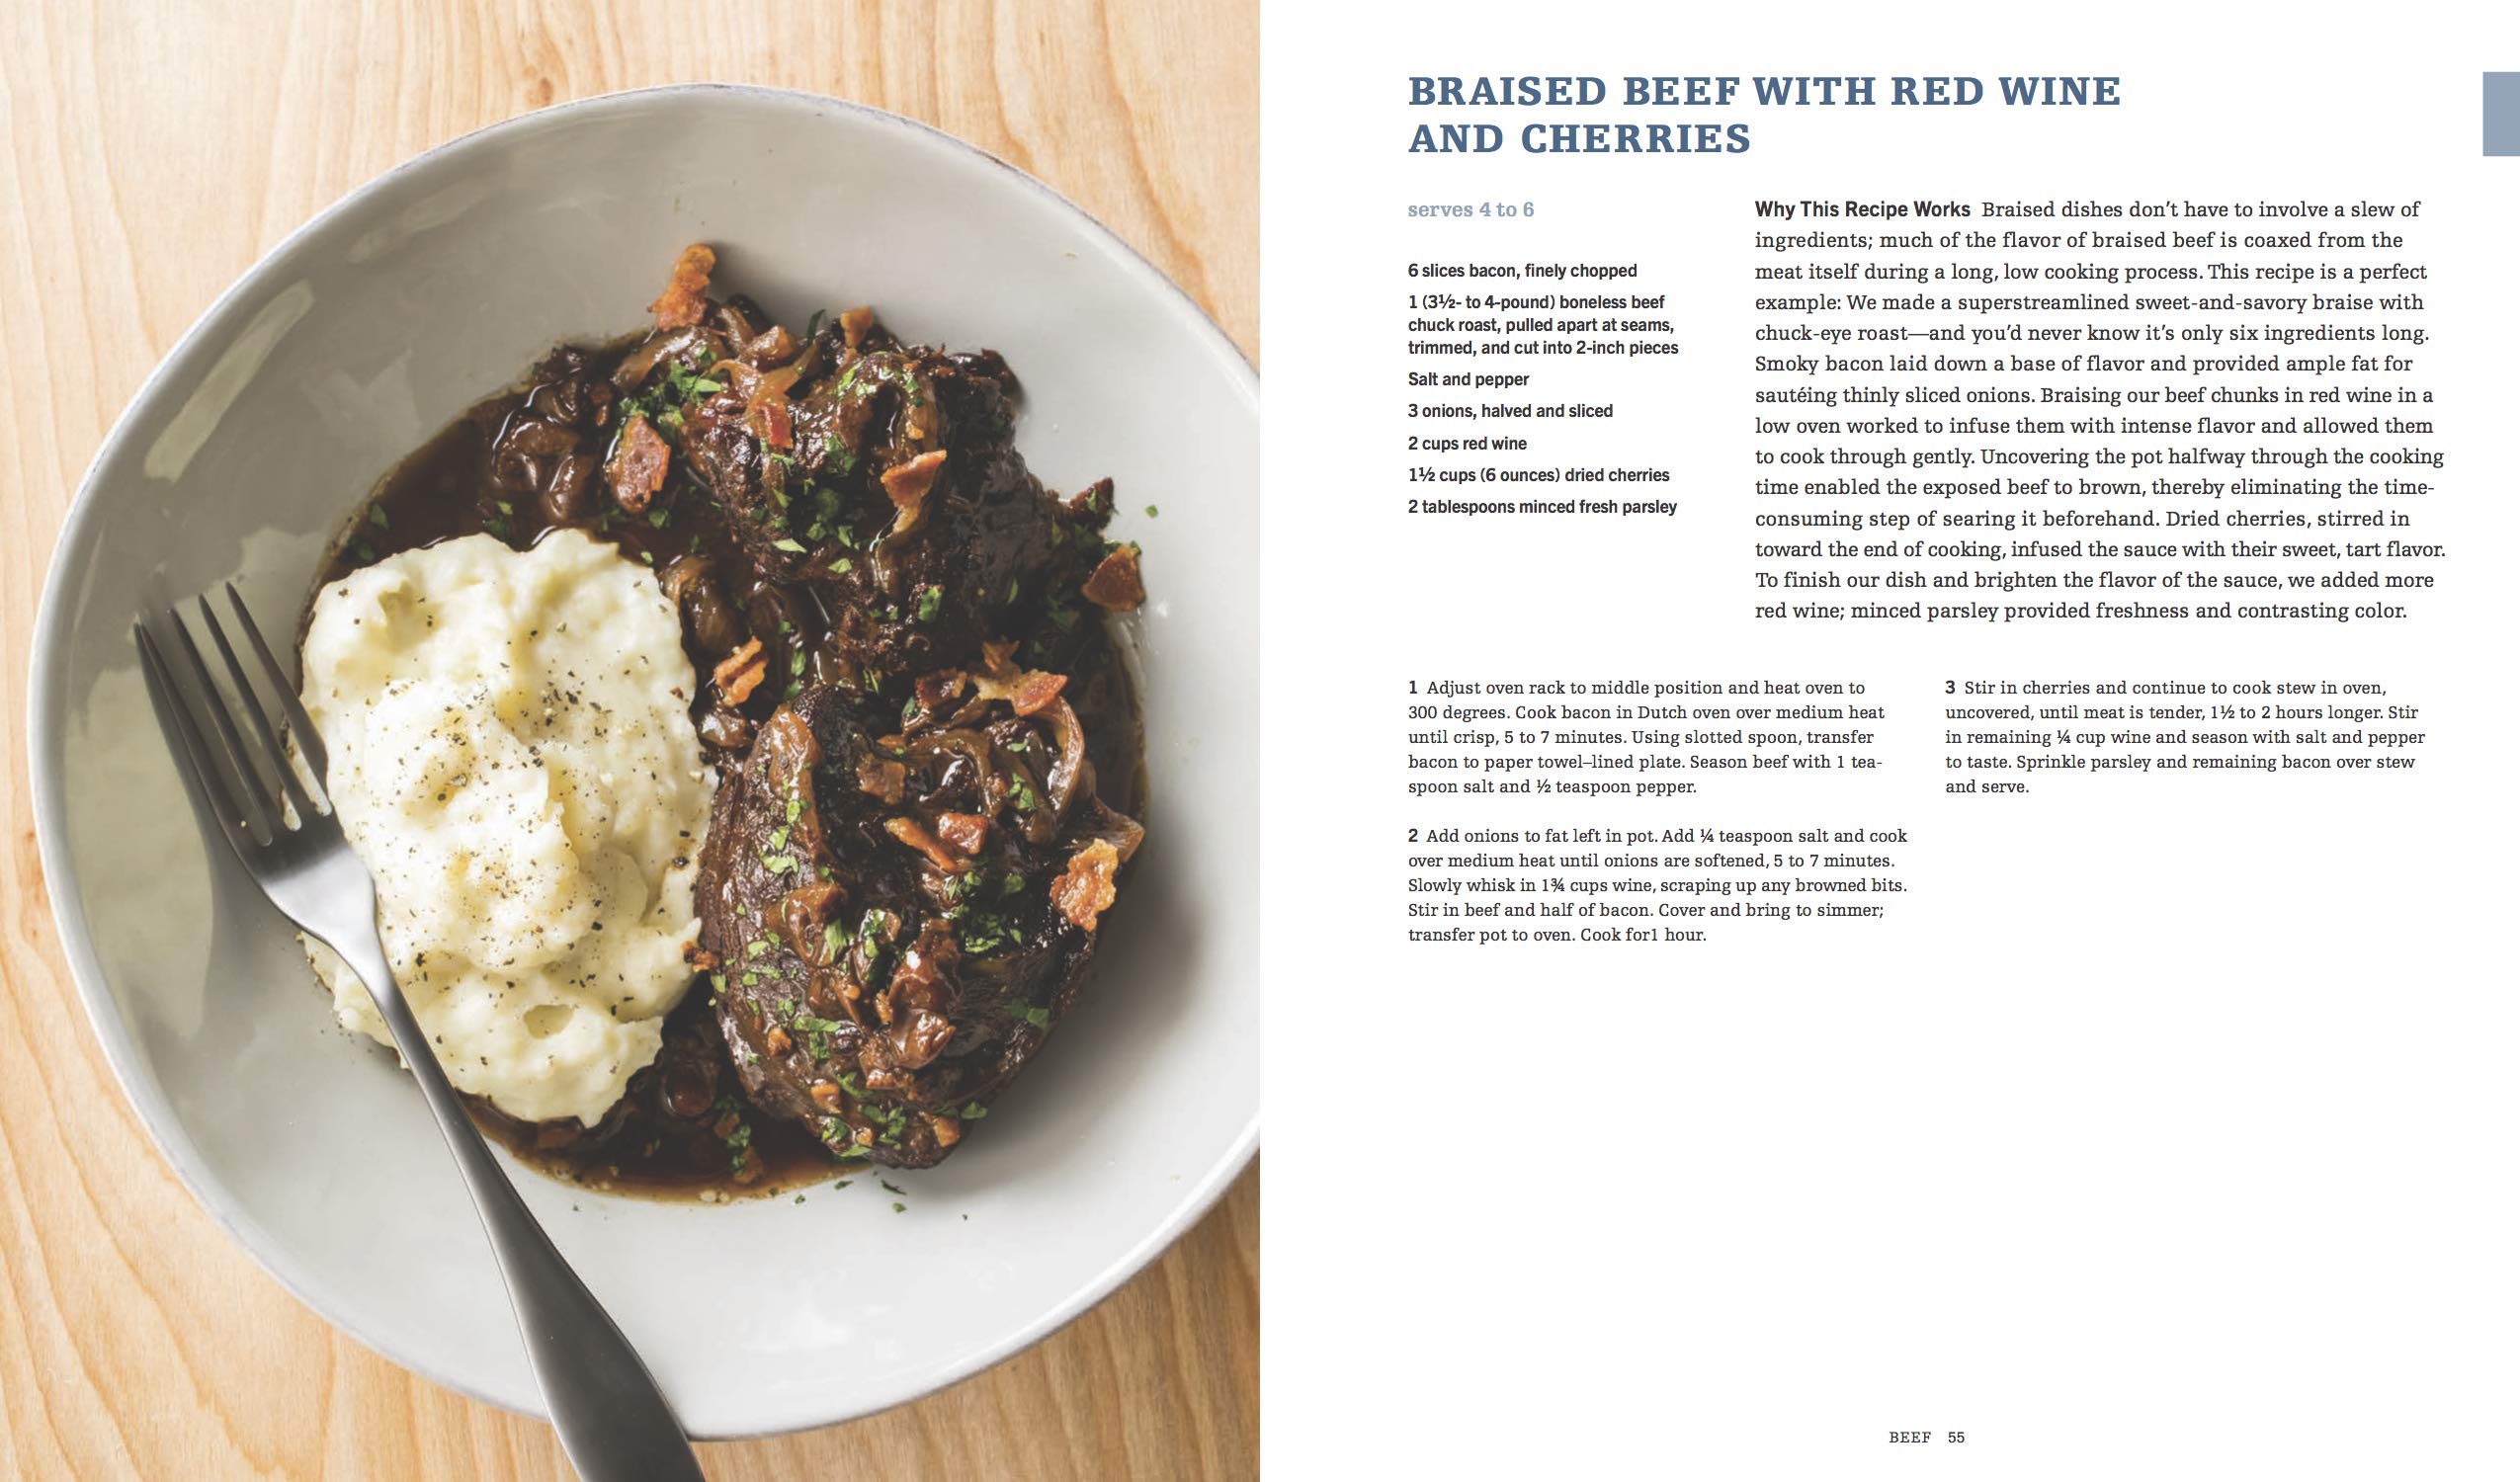 BRAISED BEEF WITH RED WINE
AND CHERRIES
serves 4 to 6
6 slices bacon, finely chopped
1 (3½- to 4-pound) boneless beef
chuck roast, pulled apart at seams,
trimmed, and cut into 2-inch pieces
Salt and pepper
3 onions, halved and sliced
2 cups red wine
1½ cups (6 ounces) dried cherries
2 tablespoons minced fresh parsley
Why This Recipe Works Braised dishes don’t have to involve a slew of
ingredients; much of the flavor of braised beef is coaxed from the
meat itself during a long, low cooking process. This recipe is a perfect
example: We made a superstreamlined sweet-and-savory braise with
chuck-eye roast—and you’d never know it’s only six ingredients long.
Smoky bacon laid down a base of flavor and provided ample fat for
sautéing thinly sliced onions. Braising our beef chunks in red wine in a
low oven worked to infuse them with intense flavor and allowed them
to cook through gently. Uncovering the pot halfway through the cooking
time enabled the exposed beef to brown, thereby eliminating the time-
consuming step of searing it beforehand. Dried cherries, stirred in
toward the end of cooking, infused the sauce with their sweet, tart flavor.
To finish our dish and brighten the flavor of the sauce, we added more
red wine; minced parsley provided freshness and contrasting color.
1 Adjust oven rack to middle position and heat oven to
300 degrees. Cook bacon in Dutch oven over medium heat
until crisp, 5 to 7 minutes. Using slotted spoon, transfer
bacon to paper towel–lined plate. Season beef with 1 tea-
spoon salt and ½ teaspoon pepper.
2 Add onions to fat left in pot. Add ¼ teaspoon salt and cook
over medium heat until onions are softened, 5 to 7 minutes.
Slowly whisk in 1¾ cups wine, scraping up any browned bits.
Stir in beef and half of bacon. Cover and bring to simmer;
transfer pot to oven. Cook for1 hour.
3 Stir in cherries and continue to cook stew in oven,
uncovered, until meat is tender, 1½ to 2 hours longer. Stir
in remaining ¼ cup wine and season with salt and pepper
to taste. Sprinkle parsley and remaining bacon over stew
and serve.
BEEF 55